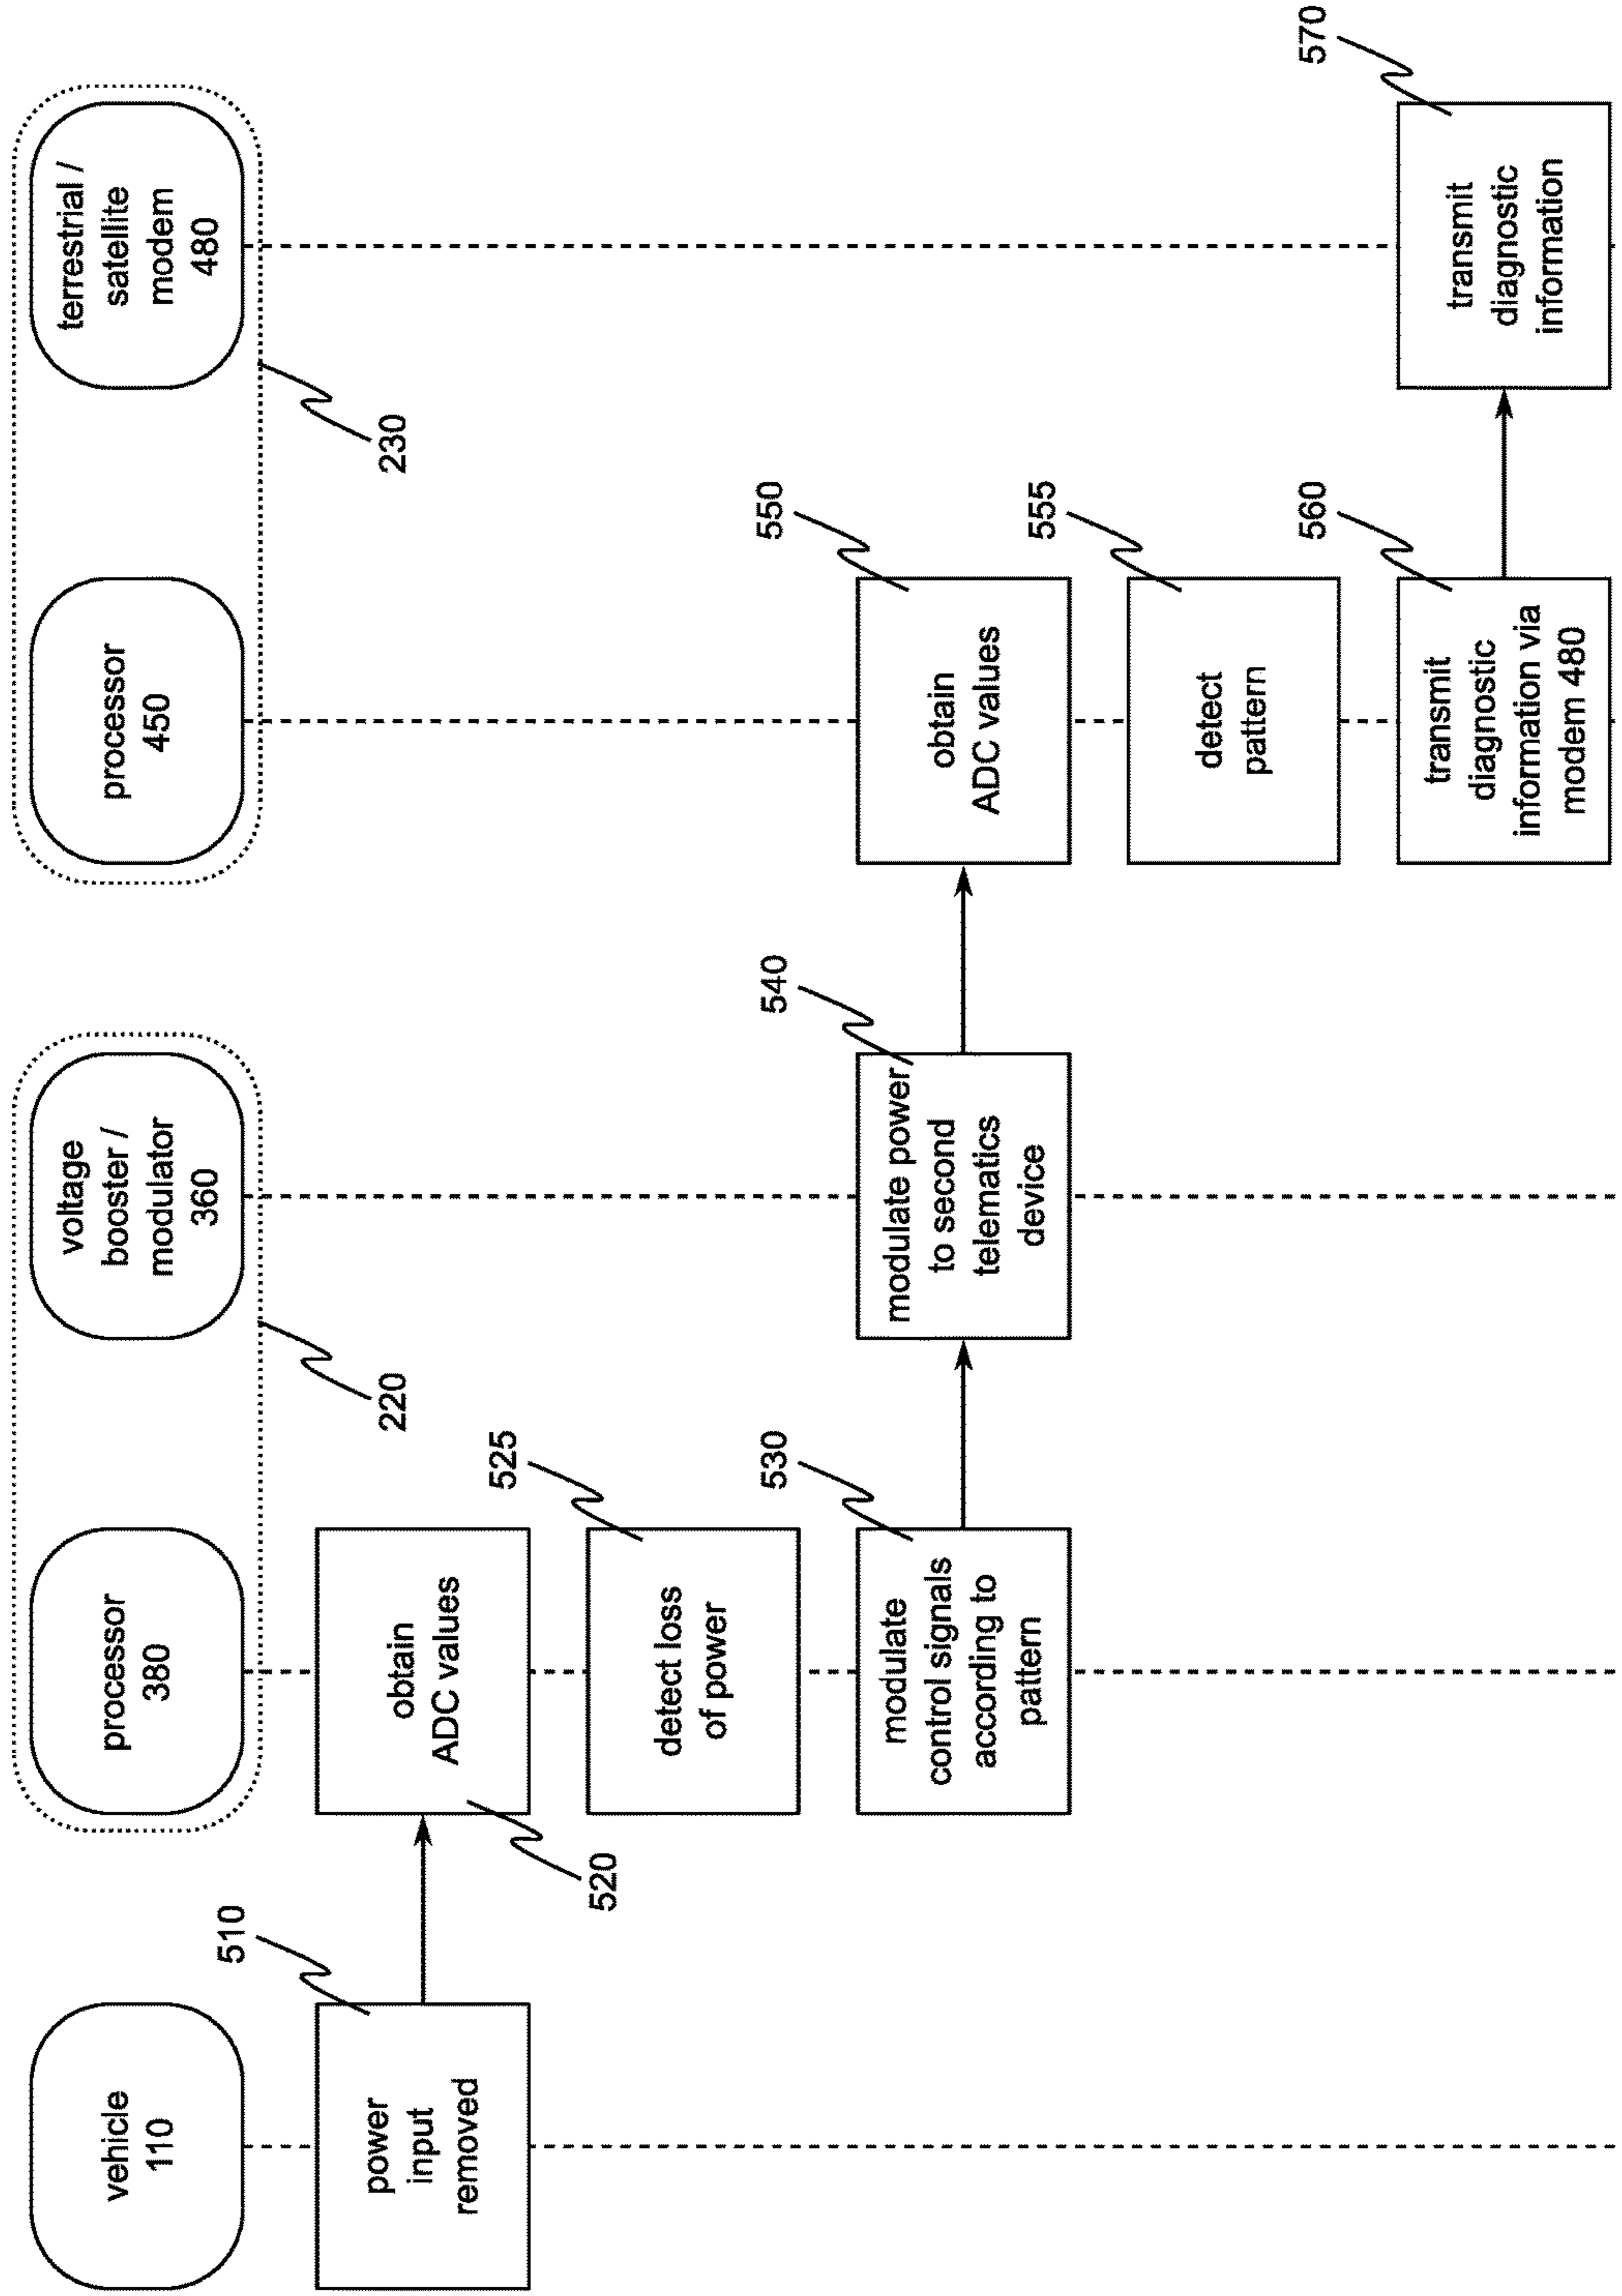 vehicle
110
processor
380
voltage
booster /
modulator
360
processor
450
terrestrial /
satellite
modem
480
220
230
510
power
input
removed
520
obtain
ADC values
525
detect loss
of power
530
modulate
control signals
according to
pattern
540
modulate power
to second
telematics
device
550
obtain
ADC values
555
detect
pattern
560
transmit
diagnostic
information via
modem 480
570
transmit
diagnostic
information